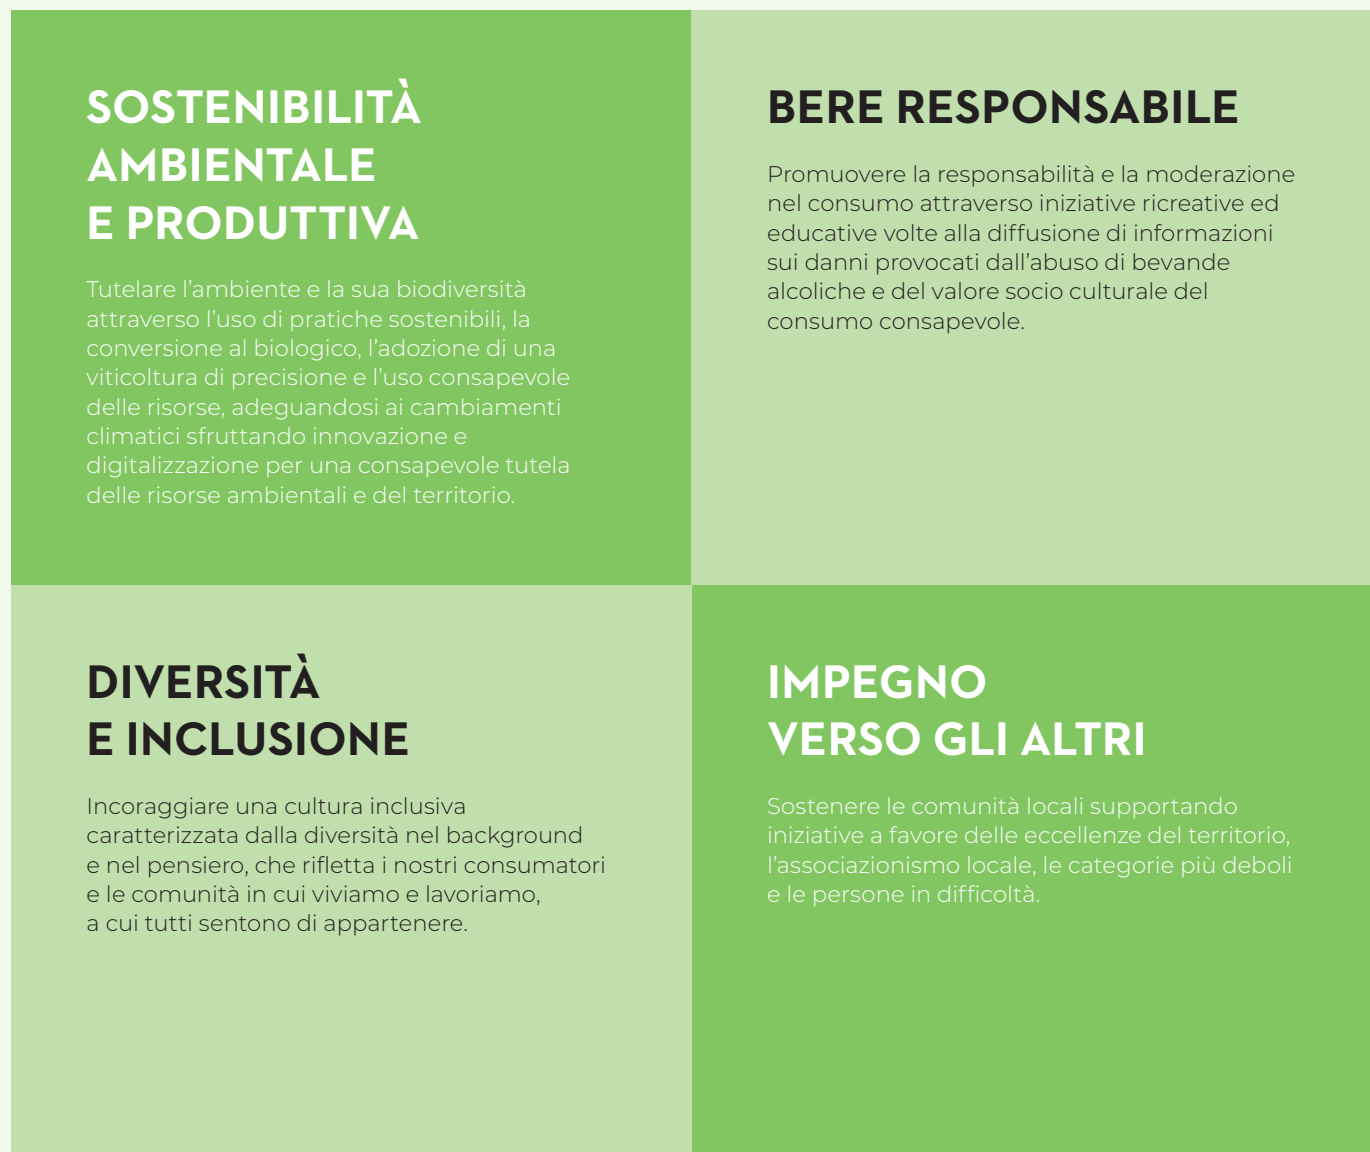 SOSTENIBILITÀ
AMBIENTALE
E PRODUTTIVA
Tutelare l'ambiente e la sua biodiversità
attraverso l'uso di pratiche sostenibili, la
conversione al biologico, l'adozione di una
viticoltura di precisione e l'uso consapevole
delle risorse, adeguandosi ai cambiamenti
climatici sfruttando innovazione e
digitalizzazione per una consapevole tutela
delle risorse ambientali e del territorio.
BERE RESPONSABILE
Promuovere la responsabilità e la moderazione
nel consumo attraverso iniziative ricreative ed
educative volte alla diffusione di informazioni
sui danni provocati dall'abuso di bevande
alcoliche e del valore socio culturale del
consumo consapevole.
DIVERSITÀ
E INCLUSIONE
Incoraggiare una cultura inclusiva
caratterizzata dalla diversità nel background
e nel pensiero, che rifletta i nostri consumatori
e le comunità in cui viviamo e lavoriamo,
a cui tutti sentono di appartenere.
IMPEGNO
VERSO GLI ALTRI
Sostenere le comunità locali supportando
iniziative a favore delle eccellenze del territorio,
l'associazionismo locale, le categorie più deboli
e le persone in difficoltà.